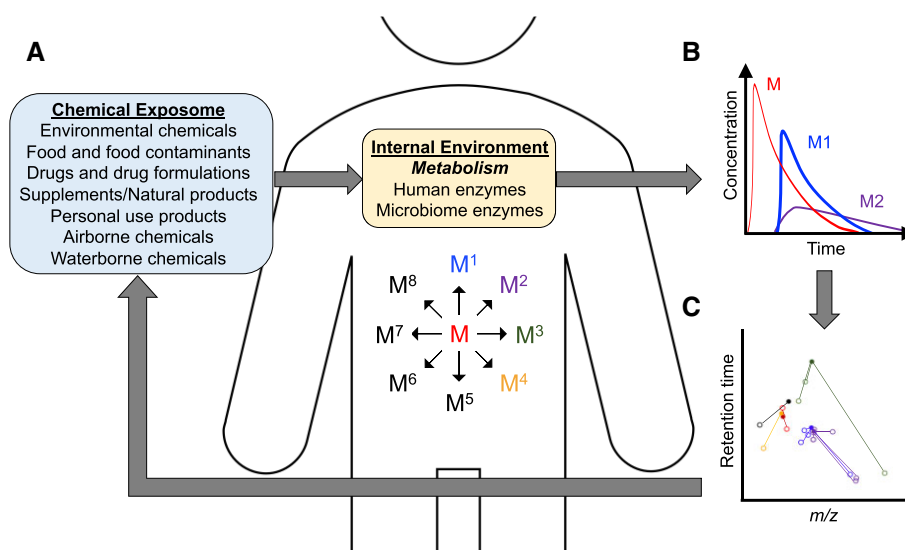 A
Chemical Exposome
Environmental chemicals
Food and food contaminants
Drugs and drug formulations
Supplements/Natural products
Personal use products
Airborne chemicals
Waterborne chemicals
Internal Environment
Metabolism
Human enzymes
Microbiome enzymes
M¹
M²
M³
M⁴
M⁵
M⁶
M⁷
M⁸
M
B
Concentration
M
M1
M2
Time
C
Retention time
m/z